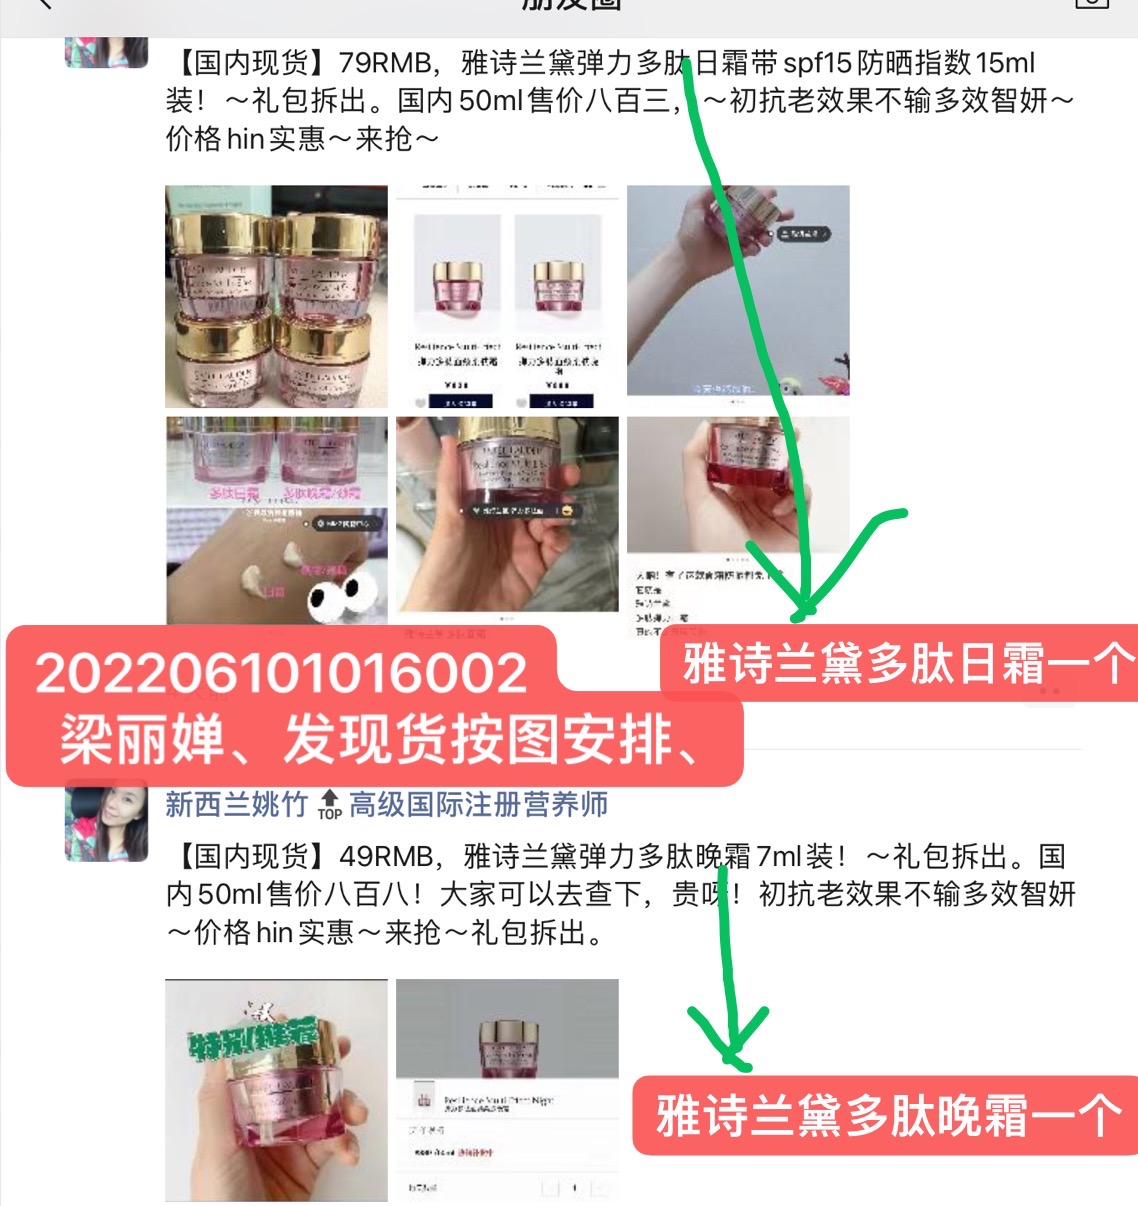 朋友圈
【国内现货】79RMB，雅诗兰黛弹力多肽日霜带spf15防晒指数15ml
装！～礼包拆出。国内50ml售价八百三，～初抗老效果不输多效智妍～
价格hin实惠～来抢～
多肽日霜
日霜
202206101016002
梁丽婵、发现货按图安排、
雅诗兰黛多肽日霜一个
新西兰姚竹 TOP 高级国际注册营养师
【国内现货】49RMB，雅诗兰黛弹力多肽晚霜7ml装！～礼包拆出。国
内50ml售价八百八！大家可以去查下，贵呀！初抗老效果不输多效智妍
～价格hin实惠～来抢～礼包拆出。
特别推荐
Resilience Multi-Effect Night
1
雅诗兰黛多肽晚霜一个